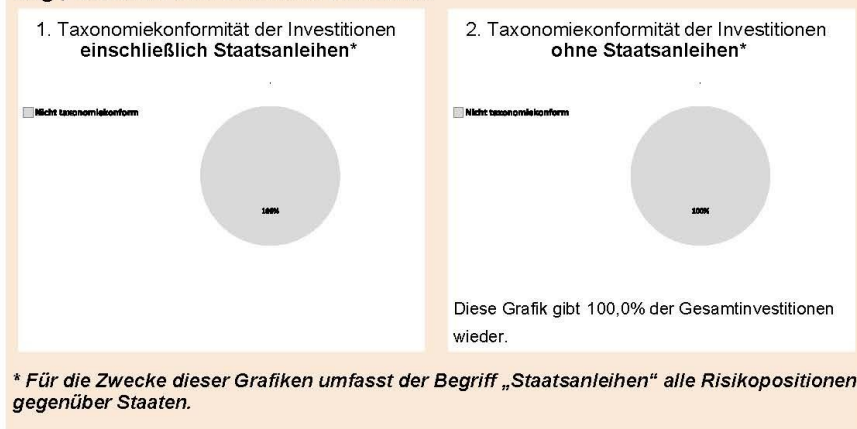 1. Taxonomiekonformität der Investitionen
einschließlich Staatsanleihen*
Nicht taxonomiekonform
100%
2. Taxonomieкonformität der Investitionen
ohne Staatsanleihen*
Nicht taxonomiekonform
100%
Diese Grafik gibt 100,0% der Gesamtinvestitionen
wieder.
* Für die Zwecke dieser Grafiken umfasst der Begriff „Staatsanleihen“ alle Risikopositionen
gegenüber Staaten.